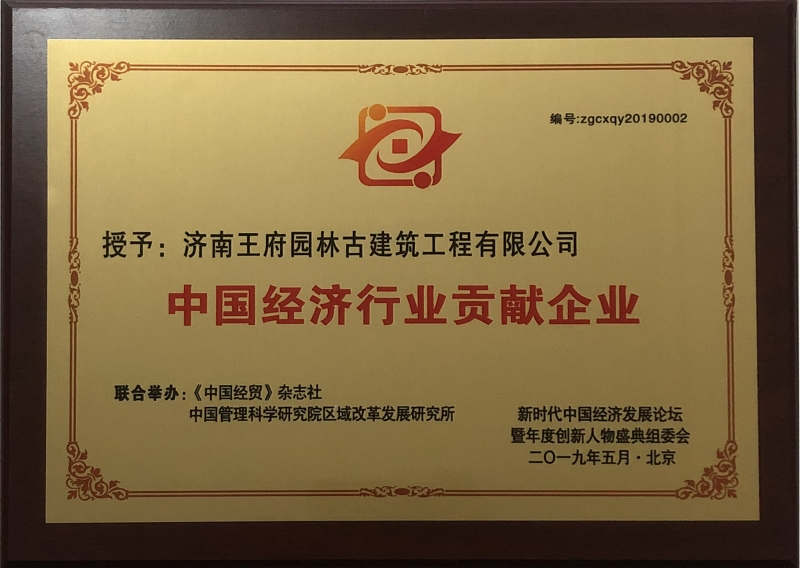 编号:zgcxqy20190002
授予：济南王府园林古建筑工程有限公司
中国经济行业贡献企业
联合举办：《中国经贸》杂志社
中国管理科学研究院区域改革发展研究所
新时代中国经济发展论坛
暨年度创新人物盛典组委会
二〇一九年五月·北京